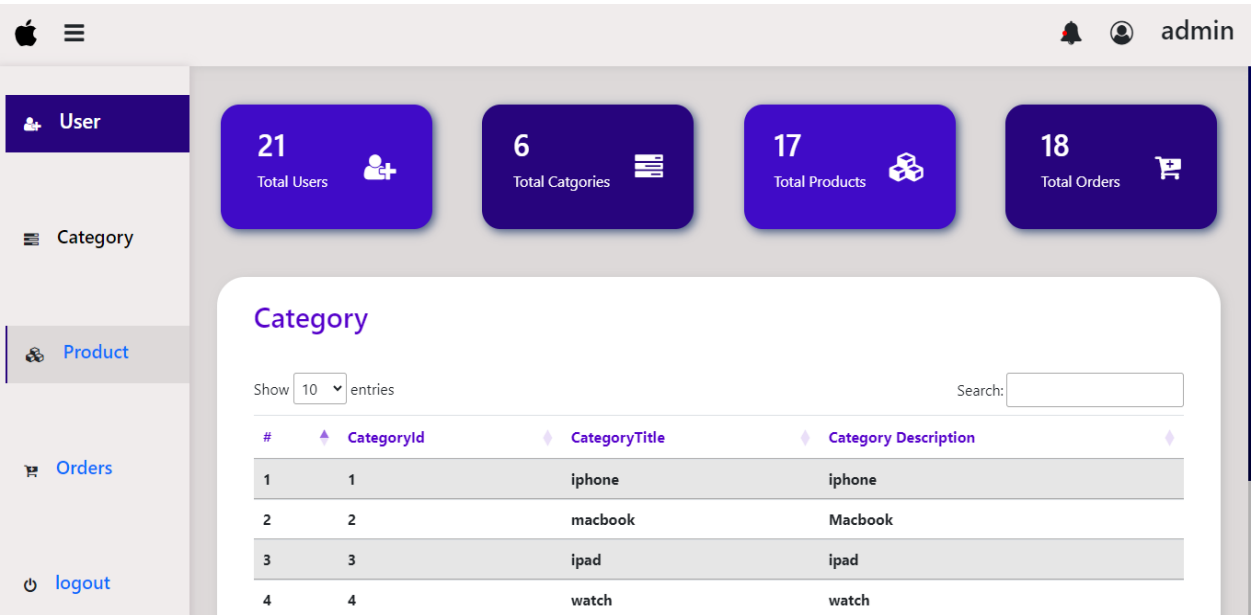 admin
User
Category
Product
Orders
logout
21
Total Users
6
Total Catgories
17
Total Products
18
Total Orders
Category
Show 10 entries Search:
# CategoryId CategoryTitle Category Description
1 1 iphone iphone
2 2 macbook Macbook
3 3 ipad ipad
4 4 watch watch